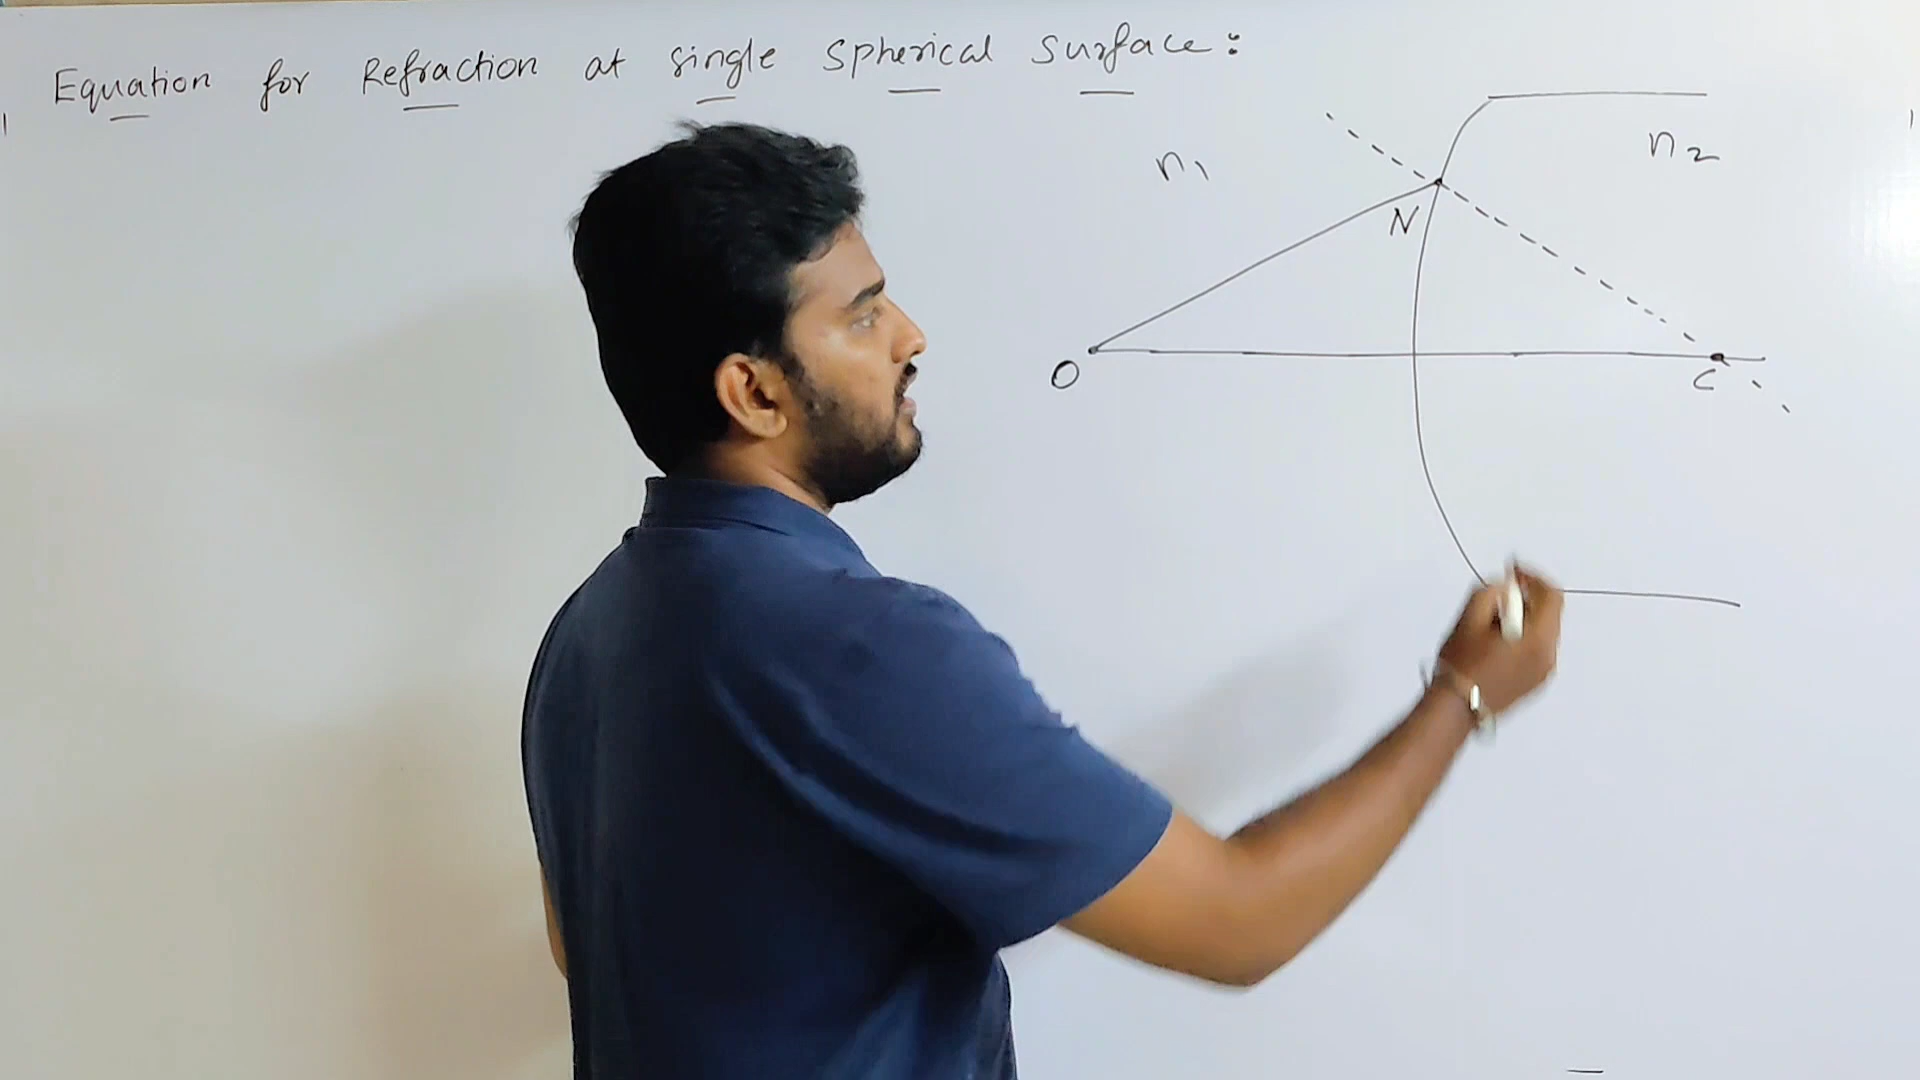 Equation for Refraction at single spherical surface:
n1
n2
N
O
C